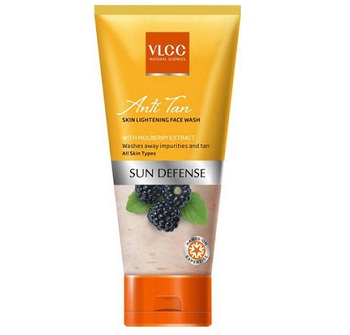 VLCC
NATURAL SCIENCES
Anti Tan
SKIN LIGHTENING FACE WASH
WITH MULBERRY EXTRACT
Washes away impurities and tan
All Skin Types
SUN DEFENSE